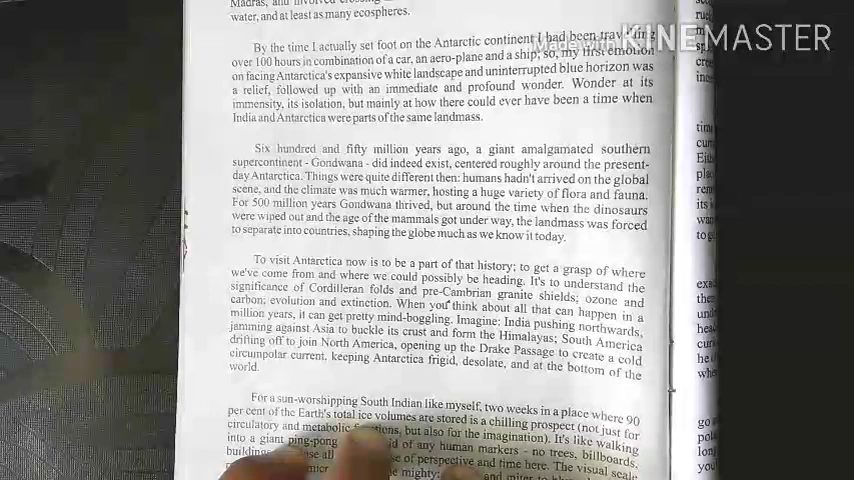 Madras, and involved crossing
water, and at least as many ecospheres.
By the time I actually set foot on the Antarctic continent I had been travelling
over 100 hours in combination of a car, an aero-plane and a ship; so, my first emotion
on facing Antarctica's expansive white landscape and uninterrupted blue horizon was
a relief, followed up with an immediate and profound wonder. Wonder at its
immensity, its isolation, but mainly at how there could ever have been a time when
India and Antarctica were parts of the same landmass.
Six hundred and fifty million years ago, a giant amalgamated southern
supercontinent - Gondwana - did indeed exist, centered roughly around the present-
day Antarctica. Things were quite different then: humans hadn't arrived on the global
scene, and the climate was much warmer, hosting a huge variety of flora and fauna.
For 500 million years Gondwana thrived, but around the time when the dinosaurs
were wiped out and the age of the mammals got under way, the landmass was forced
to separate into countries, shaping the globe much as we know it today.
To visit Antarctica now is to be a part of that history; to get a grasp of where
we've come from and where we could possibly be heading. It's to understand the
significance of Cordilleran folds and pre-Cambrian granite shields; ozone and
carbon; evolution and extinction. When you think about all that can happen in a
million years, it can get pretty mind-boggling. Imagine: India pushing northwards,
jamming against Asia to buckle its crust and form the Himalayas; South America
drifting off to join North America, opening up the Drake Passage to create a cold
circumpolar current, keeping Antarctica frigid, desolate, and at the bottom of the
world.
For a sun-worshipping South Indian like myself, two weeks in a place where 90
per cent of the Earth's total ice volumes are stored is a chilling prospect (not just for
circulatory and metabolic functions, but also for the imagination). It's like walking
into a giant ping-pong of any human markers - no trees, billboards,
buildings of perspective and time here. The visual scale
the mighty: and
Made with KINEMASTER